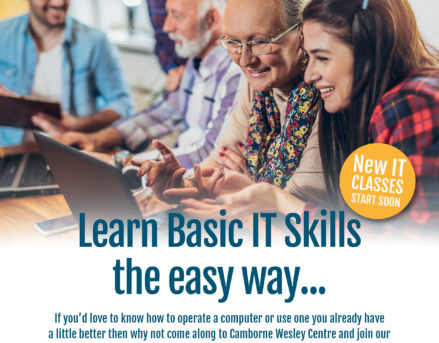 New IT
CLASSES
START SOON
Learn Basic IT Skills
the easy way...
If you'd love to know how to operate a computer or use one you already have
a little better then why not come along to Camborne Wesley Centre and join our